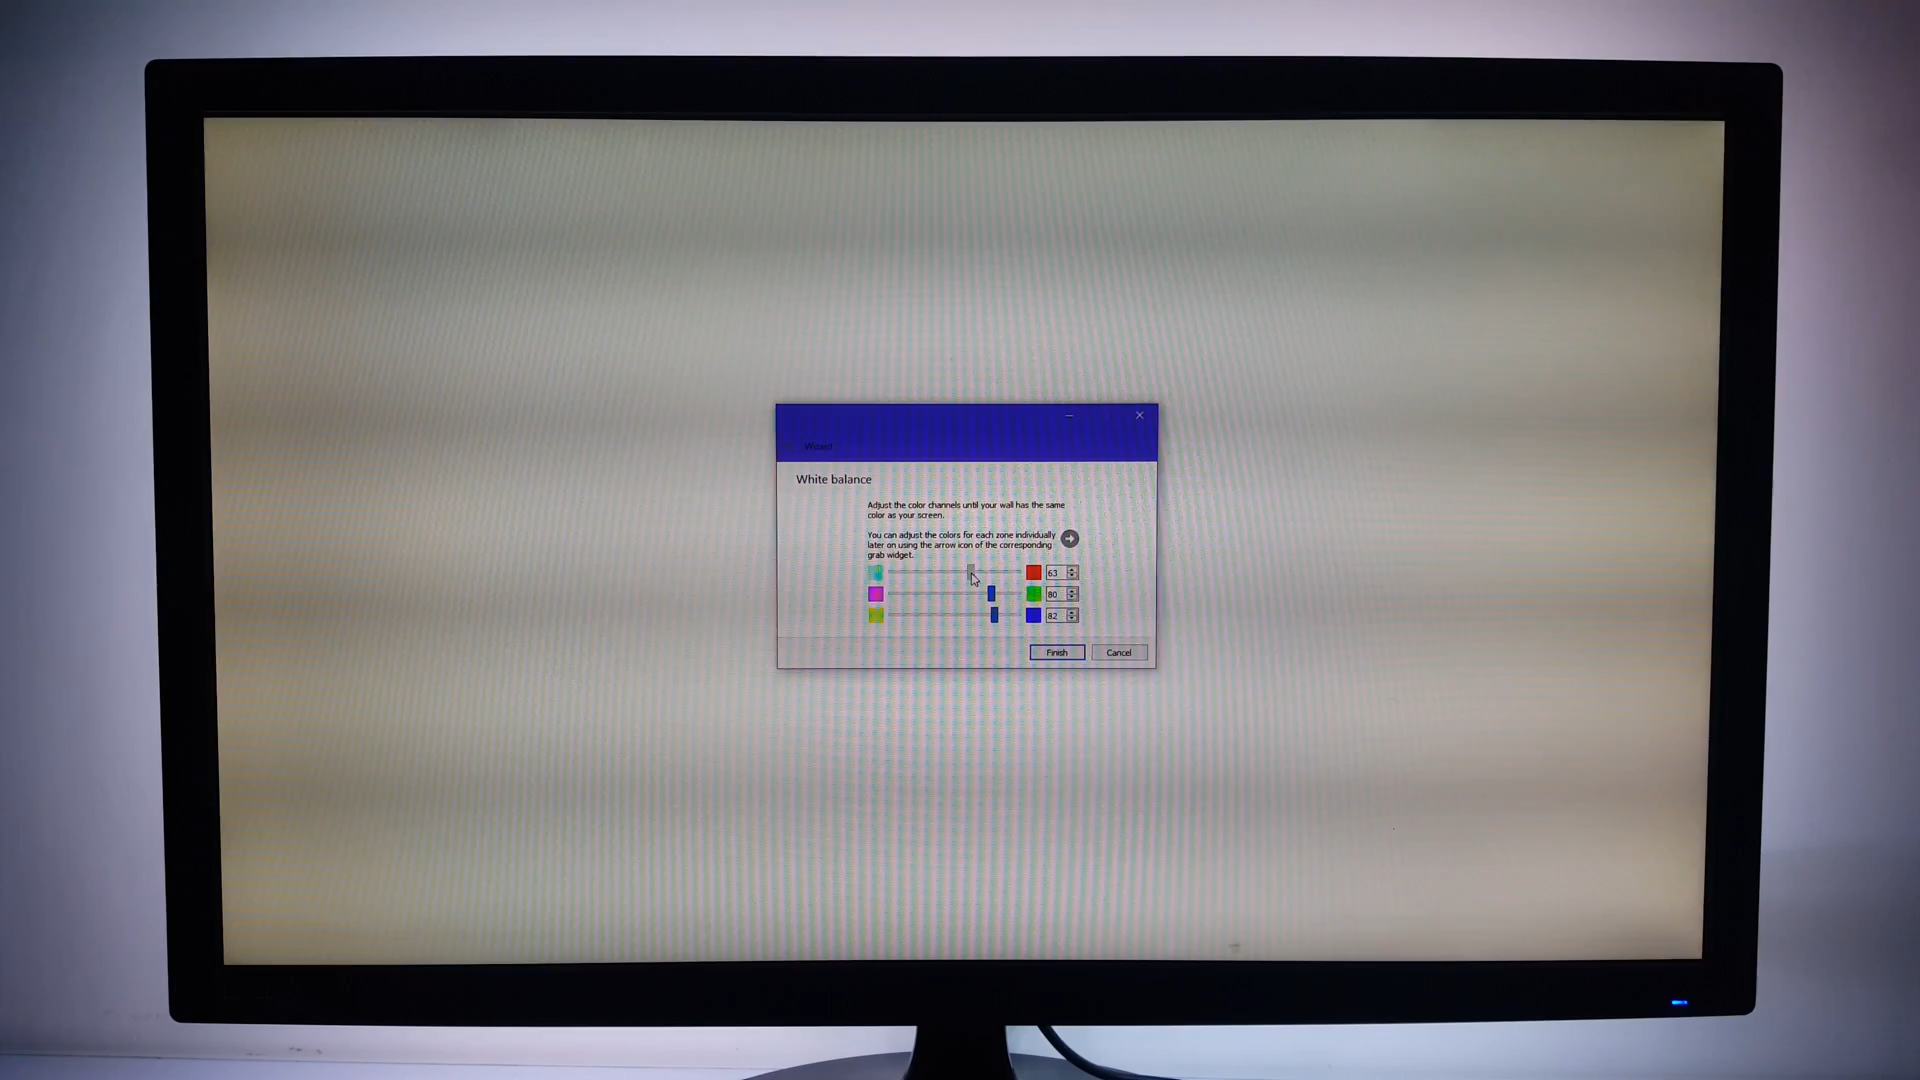 Wizard
White balance
Adjust the color channels until your wall has the same
color as your screen.
You can adjust the colors for each zone individually
later on using the arrow icon of the corresponding
grab widget.
63
80
82
Finish
Cancel